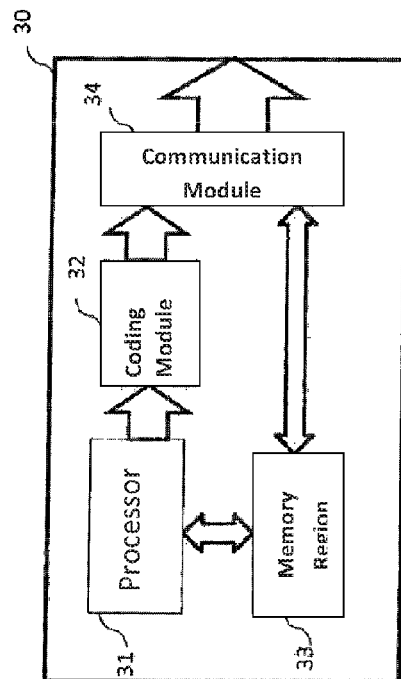 30
34
Communication
Module
32
Coding
Module
Processor
31
Memory
Region
33